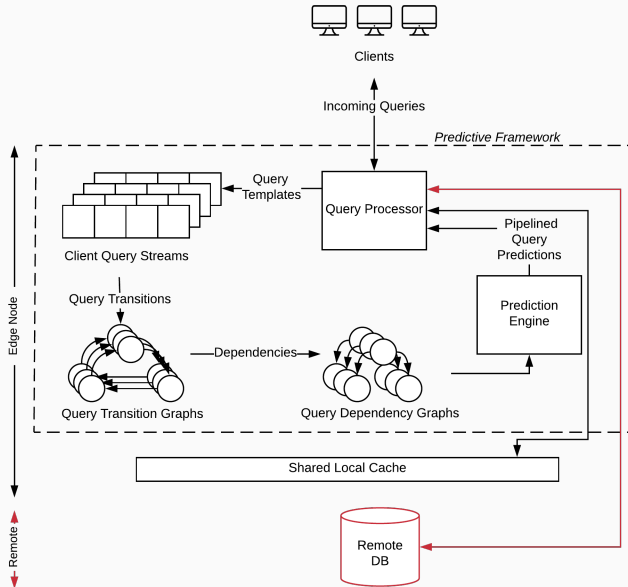 Clients
Incoming Queries
Predictive Framework
Query
Templates
Query Processor
Pipelined
Query
Predictions
Client Query Streams
Query Transitions
Prediction
Engine
Edge Node
Dependencies
Query Transition Graphs
Query Dependency Graphs
Shared Local Cache
Remote
Remote
DB